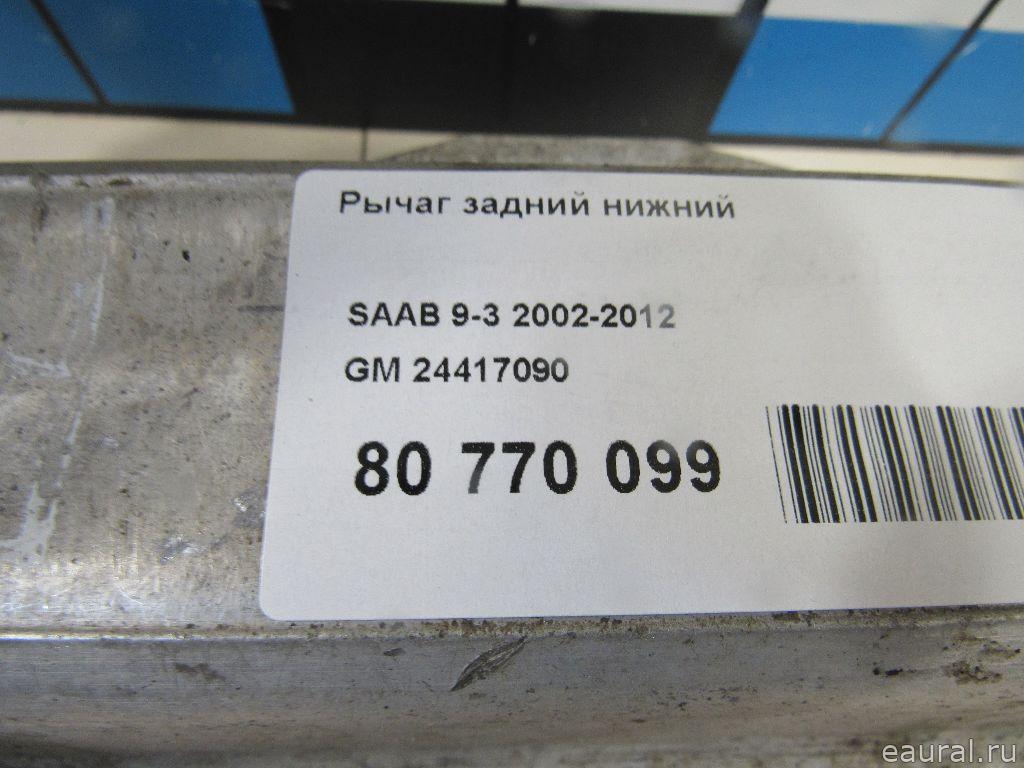 Рычаг задний нижний
SAAB 9-3 2002-2012
GM 24417090
80 770 099
eaural.ru